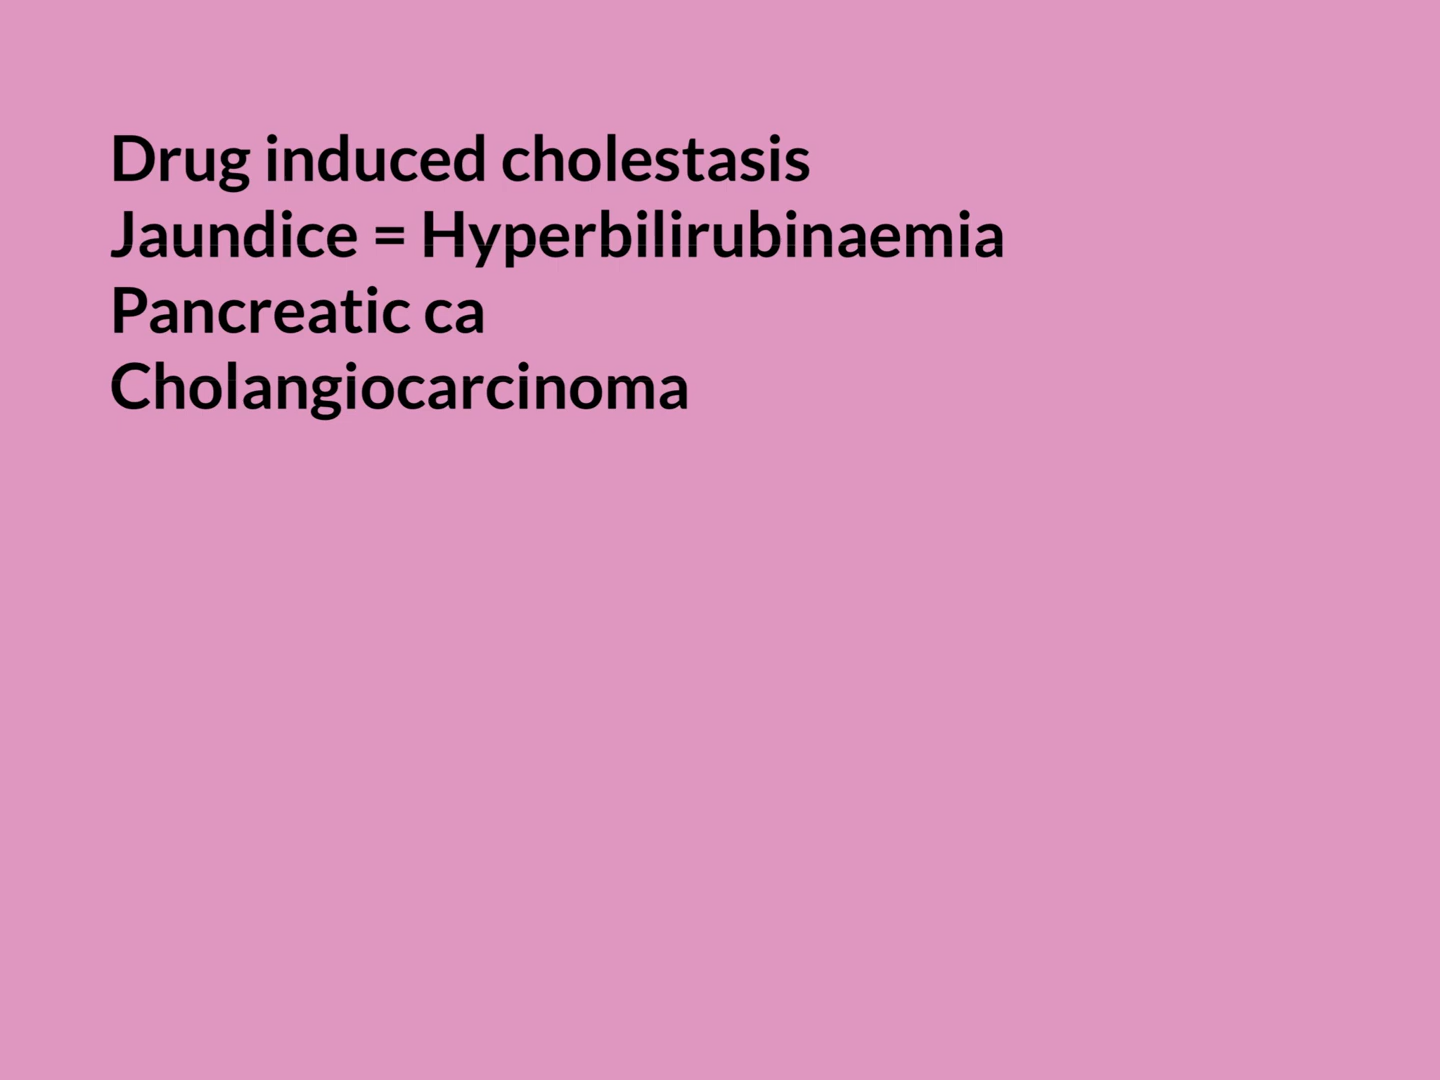 Drug induced cholestasis
Jaundice = Hyperbilirubinaemia
Pancreatic ca
Cholangiocarcinoma